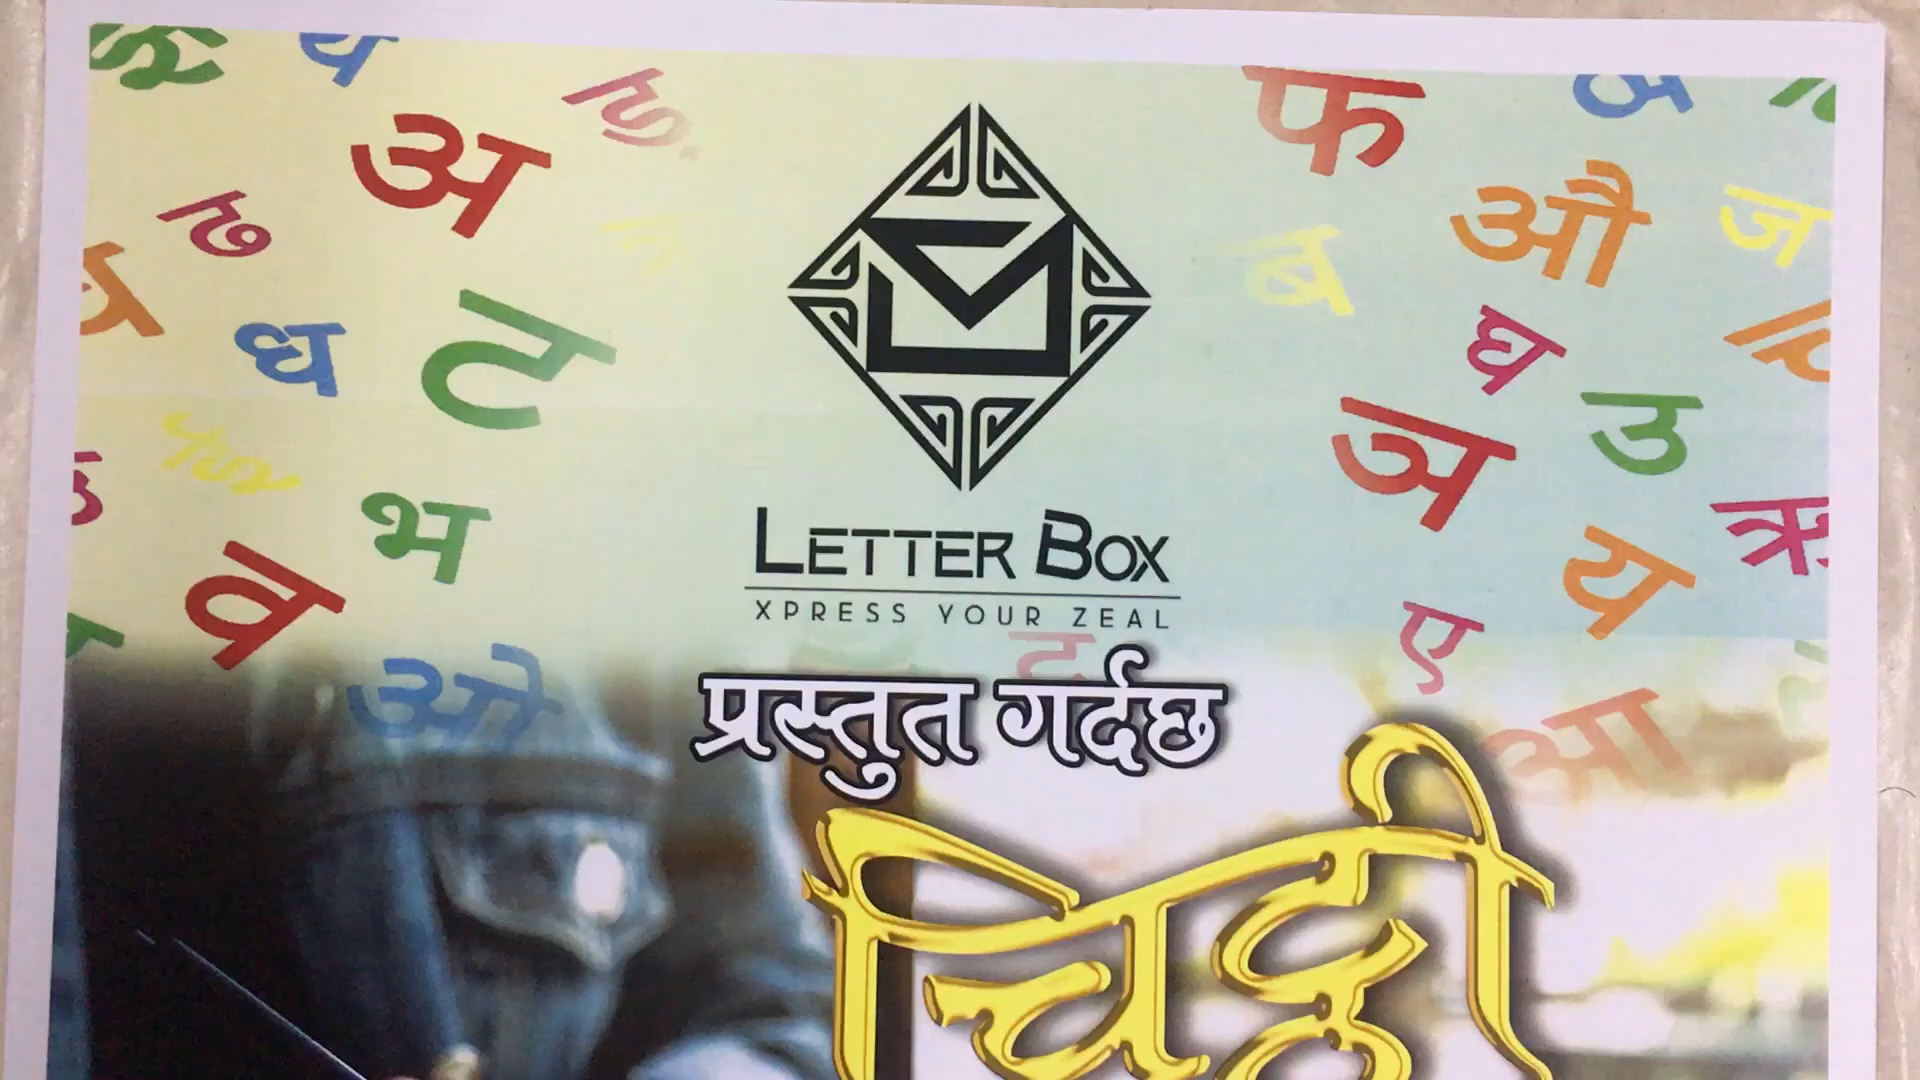 LETTER BOX
XPRESS YOUR ZEAL
प्रस्तुत गर्दछ
चिठ्ठी
अ
फ
औ
ज
ब
ध
ट
घ
उ
ञ
भ
व
य
ए
ओ
आ